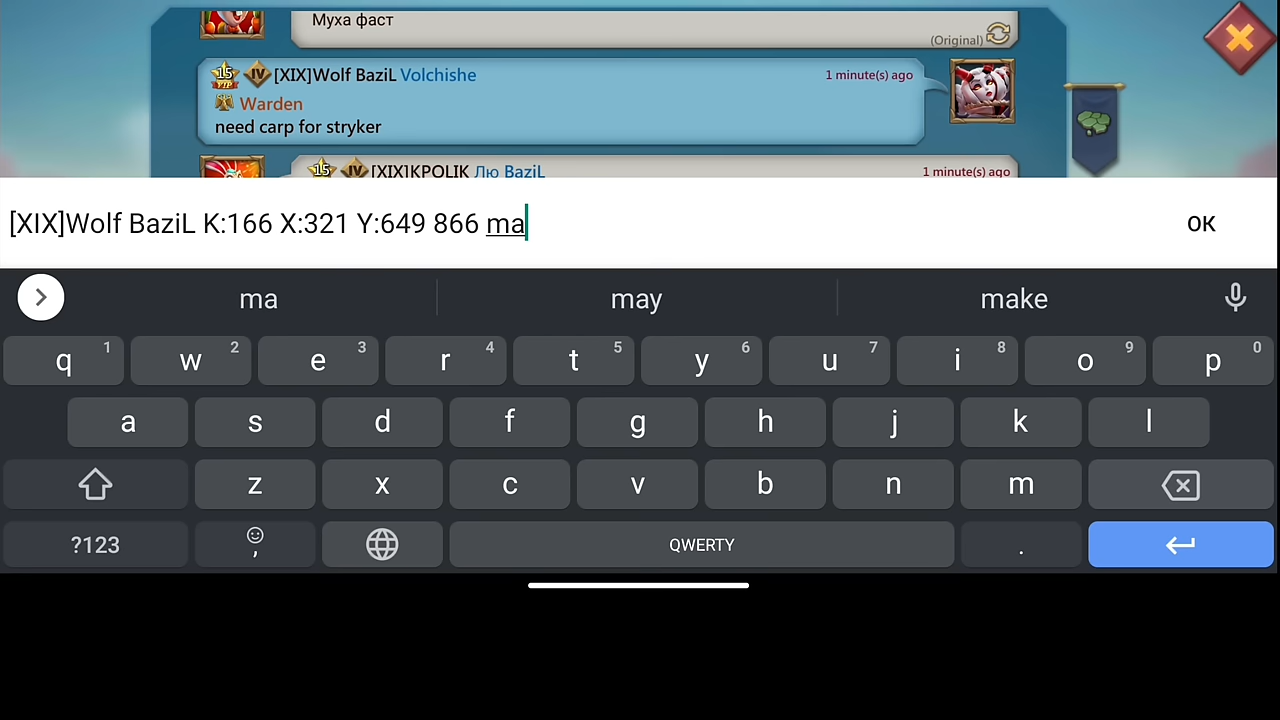 Муха фаст
(Original)
15 VIP IV [XIX]Wolf BaziL Volchishe 1 minute(s) ago
Warden
need carp for stryker
15 IV [XIX]KPOLIK Лю BaziL 1 minute(s) ago
[XIX]Wolf BaziL K:166 X:321 Y:649 866 ma OK
ma may make
q 1 w 2 e 3 r 4 t 5 y 6 u 7 i 8 o 9 p 0
a s d f g h j k l
z x c v b n m
?123 , QWERTY .